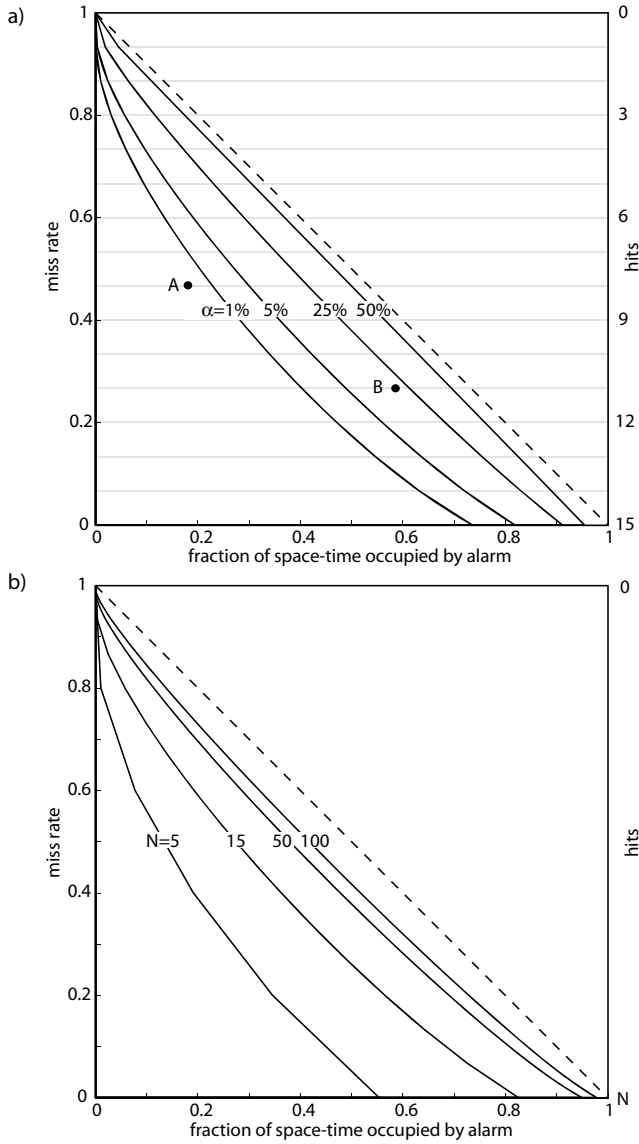 a)
1
0
0.8
3
0.6
6
miss rate
hits
A
α=1% 5% 25% 50%
0.4
9
B
0.2
12
0
15
0 0.2 0.4 0.6 0.8 1
fraction of space-time occupied by alarm
b)
1
0
0.8
0.6
miss rate
hits
N=5 15 50 100
0.4
0.2
0
N
0 0.2 0.4 0.6 0.8 1
fraction of space-time occupied by alarm